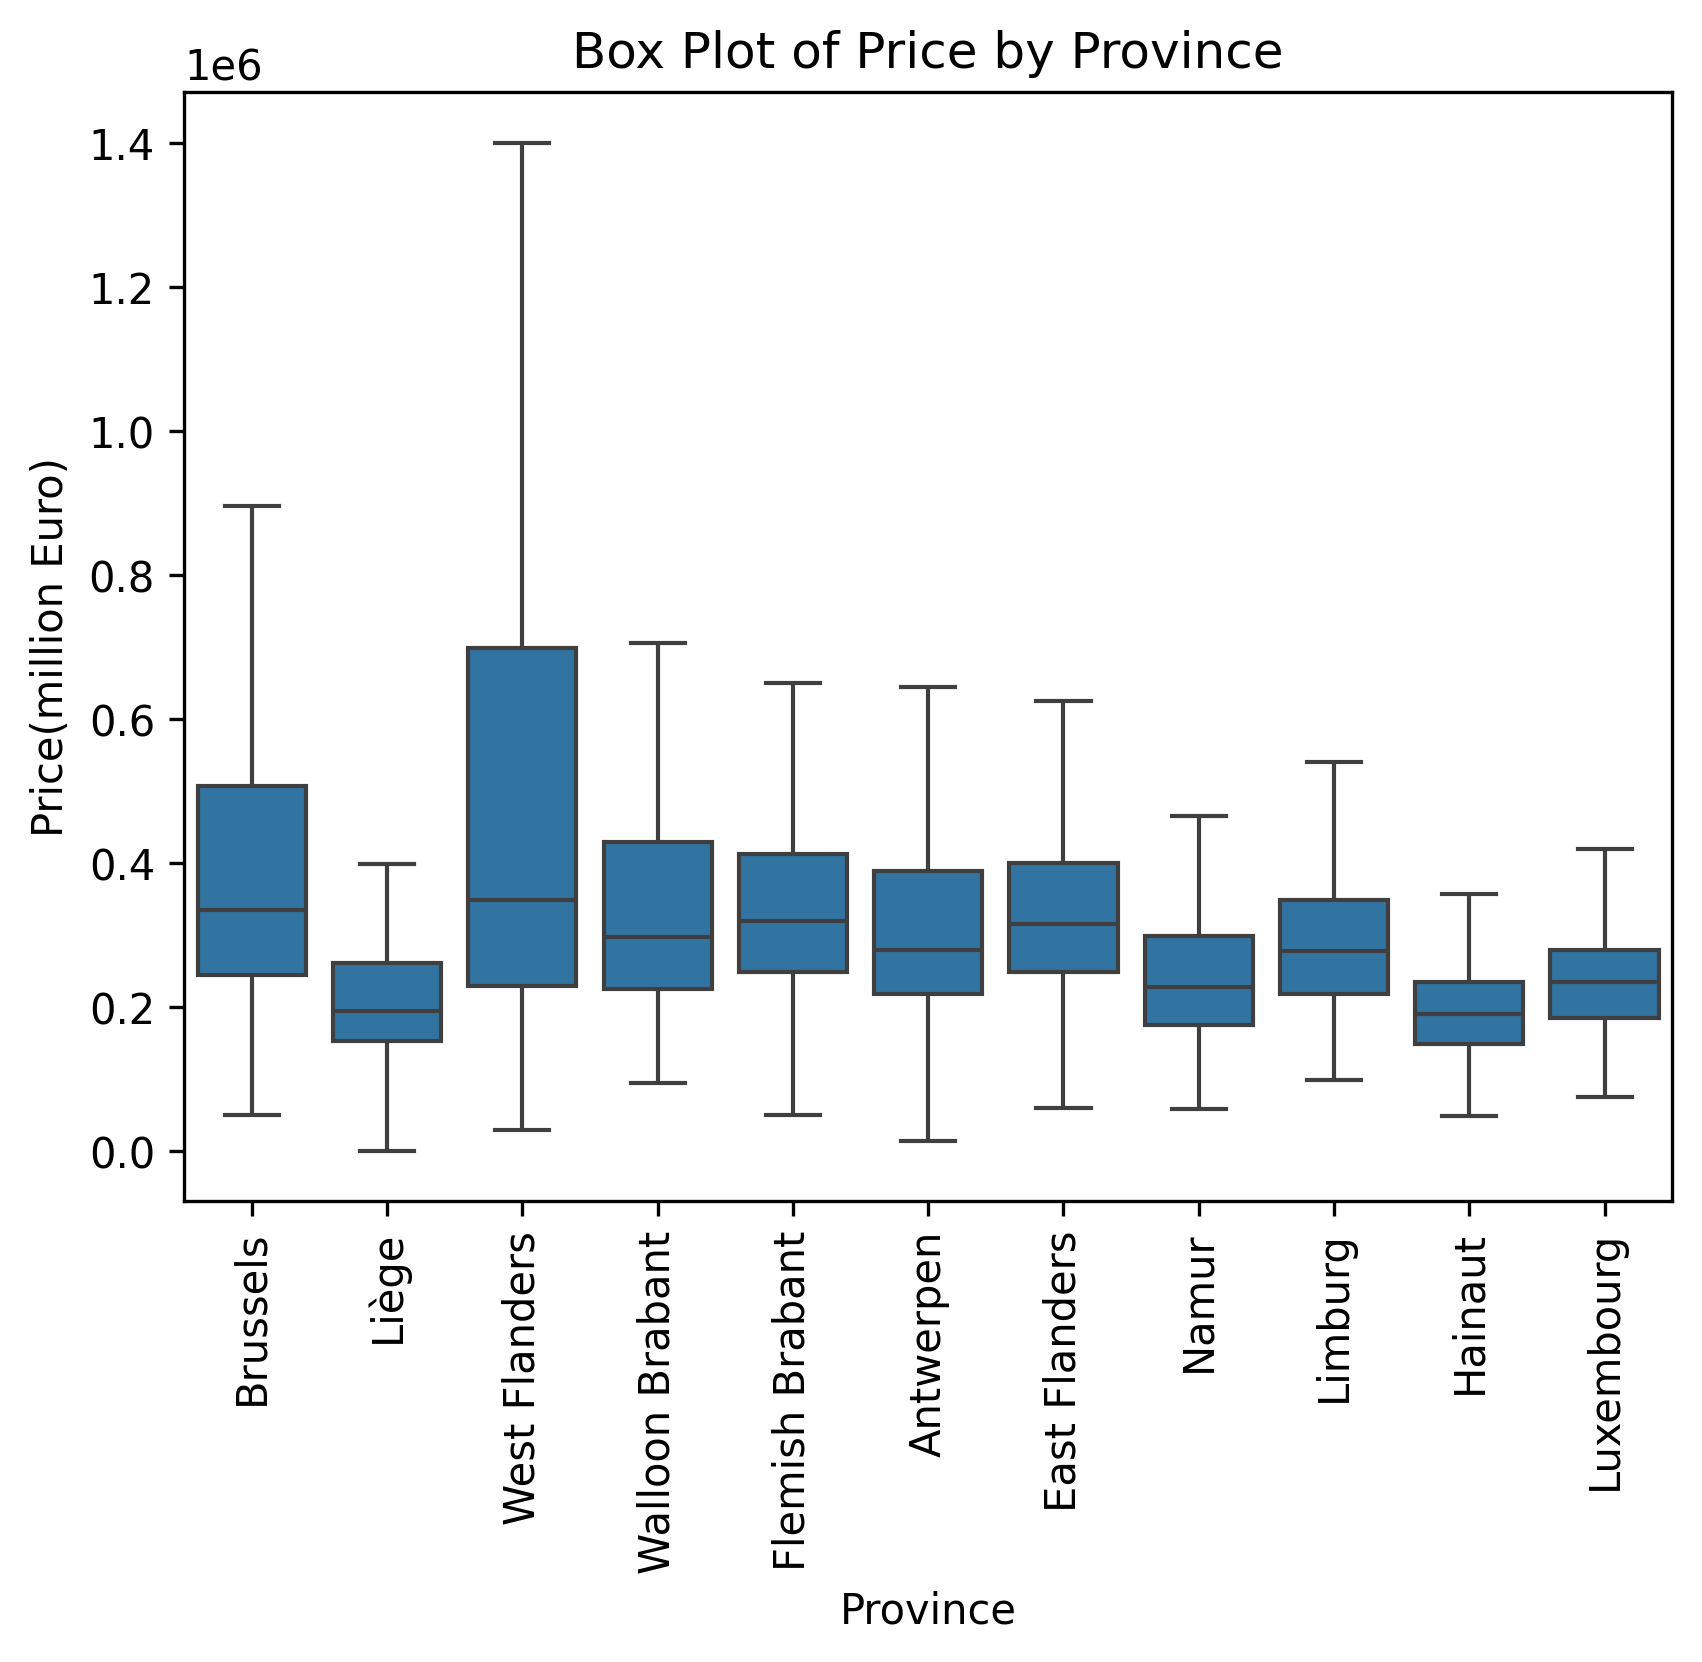 Box Plot of Price by Province
1e6
1.4
1.2
1.0
0.8
0.6
0.4
0.2
0.0
Price(million Euro)
Brussels
Liège
West Flanders
Walloon Brabant
Flemish Brabant
Antwerpen
East Flanders
Namur
Limburg
Hainaut
Luxembourg
Province